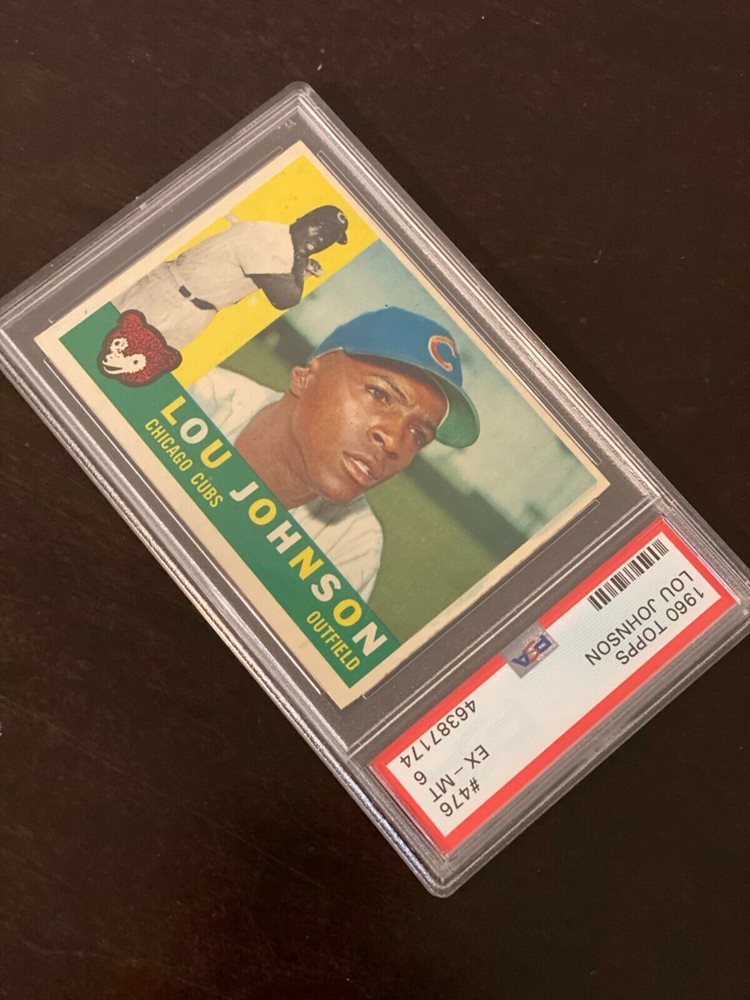 LOU JOHNSON
CHICAGO CUBS
OUTFIELD
C
C
1960 TOPPS
LOU JOHNSON
#476
EX - MT
6
46387174
PSA